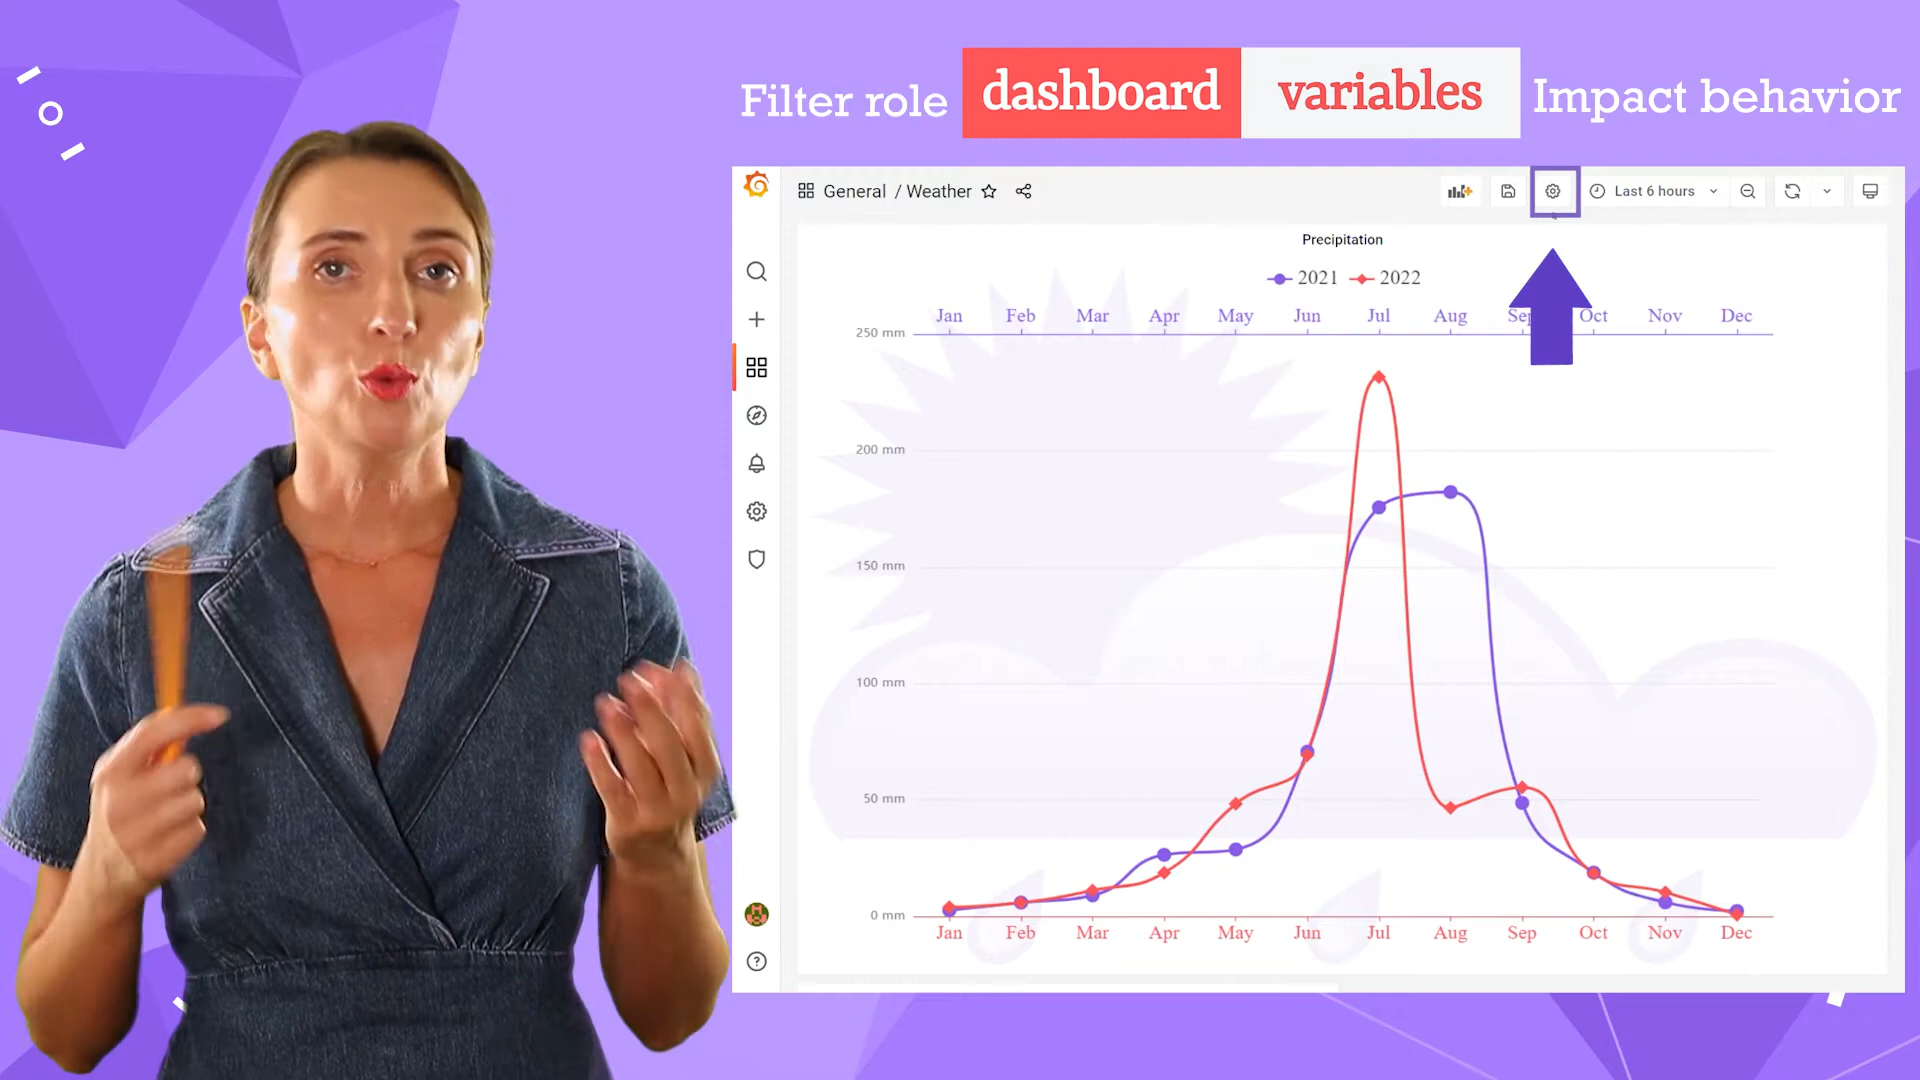 Filter role dashboard variables Impact behavior
General / Weather Last 6 hours
Precipitation
2021 2022
Jan Feb Mar Apr May Jun Jul Aug Sep Oct Nov Dec
250 mm
200 mm
150 mm
100 mm
50 mm
0 mm
Jan Feb Mar Apr May Jun Jul Aug Sep Oct Nov Dec